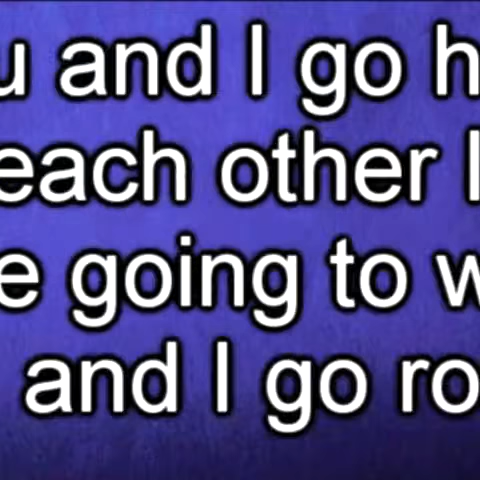 u and I go h
each other l
e going to w
and I go ro